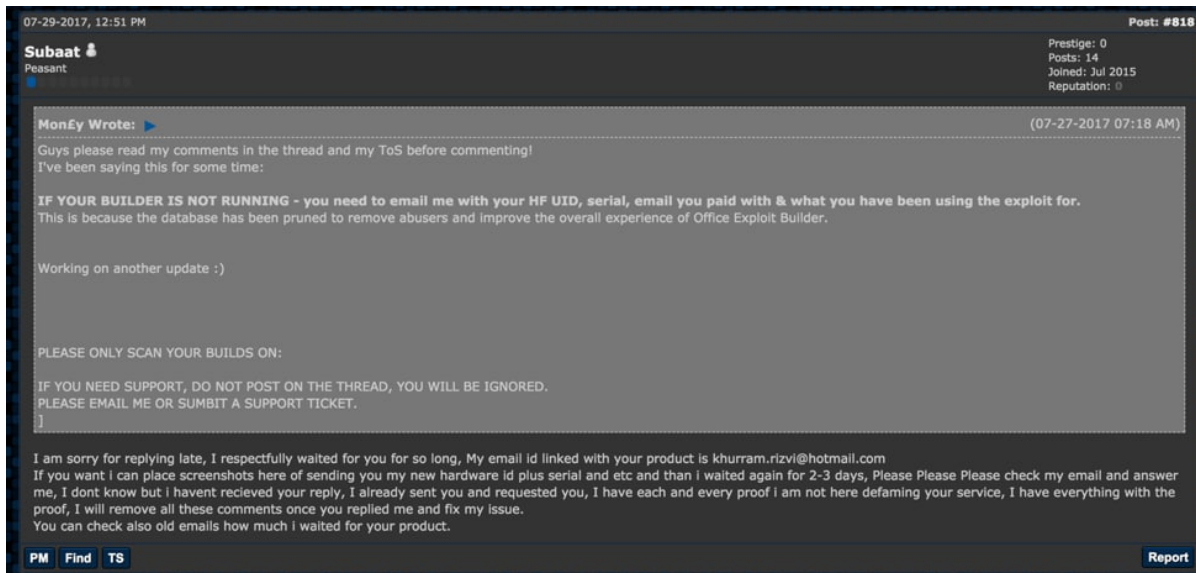 07-29-2017, 12:51 PM
Post: #818
Subaat
Peasant
Prestige: 0
Posts: 14
Joined: Jul 2015
Reputation: 0
Mon£y Wrote:
(07-27-2017 07:18 AM)
Guys please read my comments in the thread and my ToS before commenting!
I've been saying this for some time:
IF YOUR BUILDER IS NOT RUNNING - you need to email me with your HF UID, serial, email you paid with & what you have been using the exploit for.
This is because the database has been pruned to remove abusers and improve the overall experience of Office Exploit Builder.
Working on another update :)
PLEASE ONLY SCAN YOUR BUILDS ON:
IF YOU NEED SUPPORT, DO NOT POST ON THE THREAD, YOU WILL BE IGNORED.
PLEASE EMAIL ME OR SUMBIT A SUPPORT TICKET.
]
I am sorry for replying late, I respectfully waited for you for so long, My email id linked with your product is khurram.rizvi@hotmail.com
If you want i can place screenshots here of sending you my new hardware id plus serial and etc and than i waited again for 2-3 days, Please Please Please check my email and answer
me, I dont know but i havent recieved your reply, I already sent you and requested you, I have each and every proof i am not here defaming your service, I have everything with the
proof, I will remove all these comments once you replied me and fix my issue.
You can check also old emails how much i waited for your product.
PM Find TS
Report